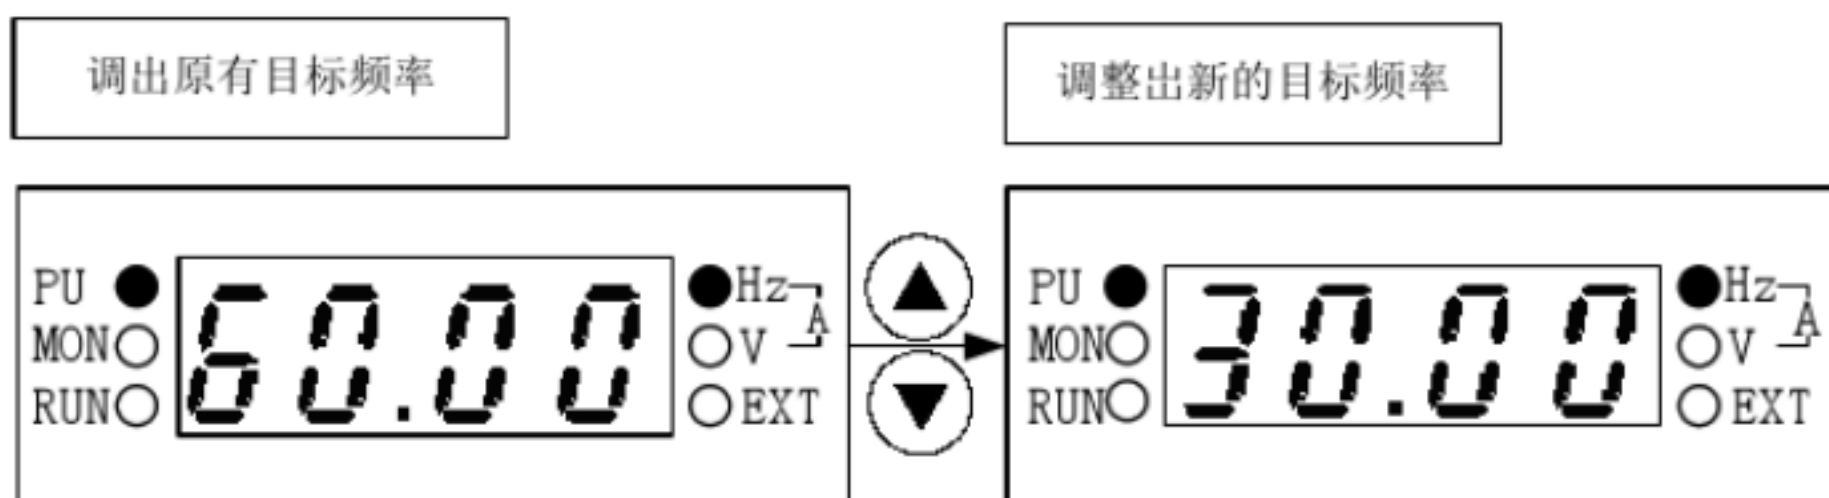 调出原有目标频率
调整出新的目标频率
PU 60.00 Hz
MON V A
RUN EXT
PU 30.00 Hz
MON V A
RUN EXT